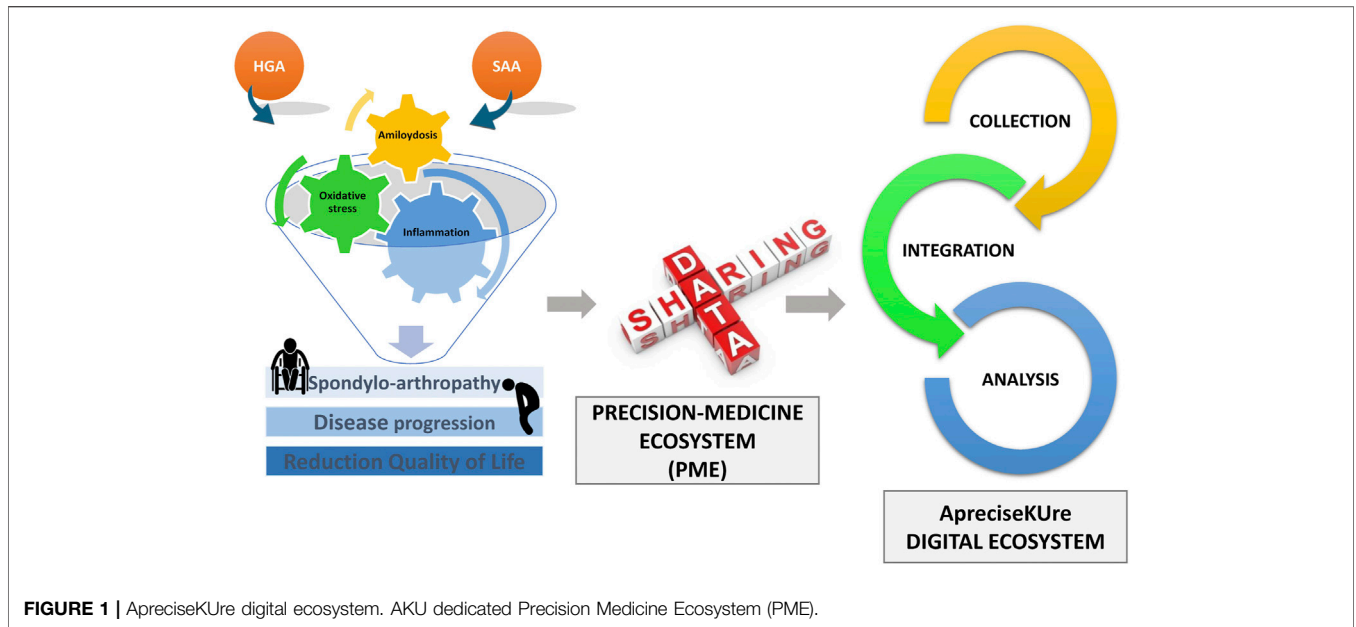 HGA
SAA
Amiloydosis
Oxidative
stress
Inflammation
Spondylo-arthropathy
Disease progression
Reduction Quality of Life
SHARING
DATA
PRECISION-MEDICINE
ECOSYSTEM
(PME)
COLLECTION
INTEGRATION
ANALYSIS
ApreciseKUre
DIGITAL ECOSYSTEM
FIGURE 1 | ApreciseKUre digital ecosystem. AKU dedicated Precision Medicine Ecosystem (PME).